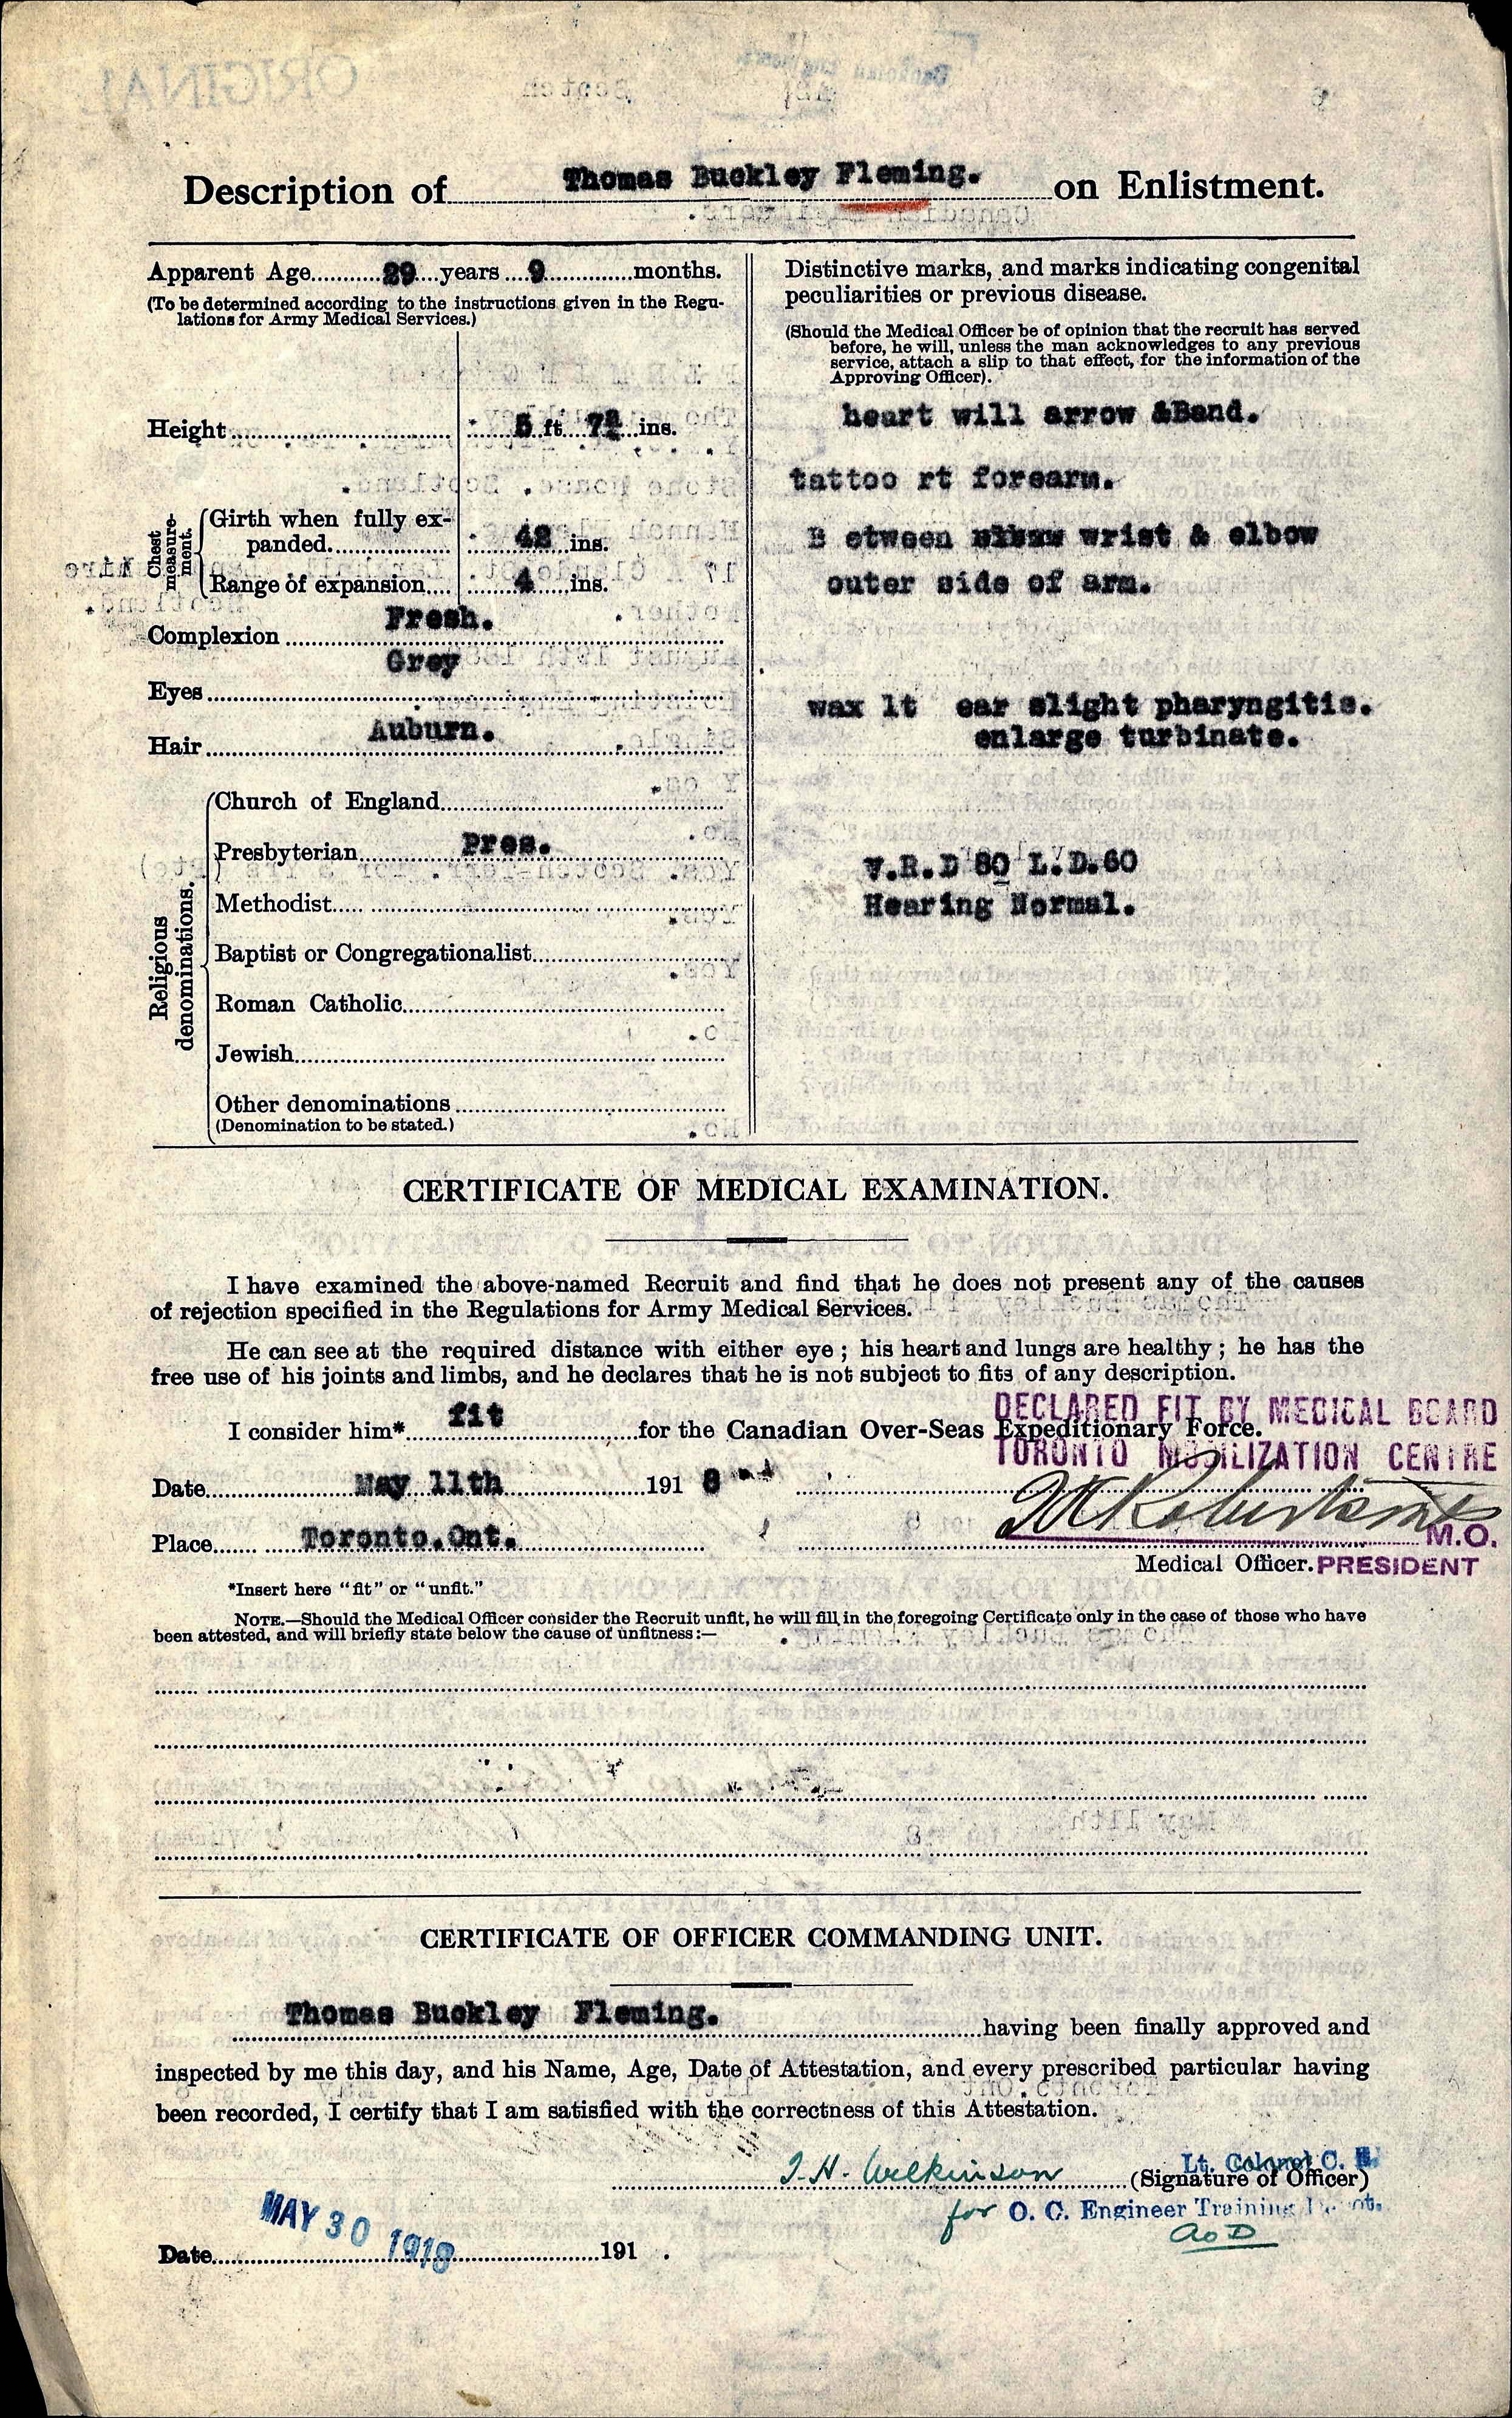 ORIGINAL
Description of Thomas Buckley Fleming. on Enlistment.
Apparent Age 29 years 9 months.
(To be determined according to the instructions given in the Regu-
lations for Army Medical Services.)
Height 5 ft. ins.
Chest measure-ment.
Girth when fully ex-
panded 42 ins.
Range of expansion 4 ins.
Complexion Fresh.
Eyes Grey
Hair Auburn.
Religious denominations.
Church of England
Presbyterian Pres.
Methodist
Baptist or Congregationalist
Roman Catholic
Jewish
Other denominations
(Denomination to be stated.)
Distinctive marks, and marks indicating congenital
peculiarities or previous disease.
(Should the Medical Officer be of opinion that the recruit has served
before, he will, unless the man acknowledges to any previous
service, attach a slip to that effect, for the information of the
Approving Officer).
heart will arrow &Band.
tattoo rt forearm.
B etween wrist & elbow
outer side of arm.
wax lt ear slight pharyngitis.
enlarge turbinate.
V.R.D 80 L.D.60
Hearing Normal.
CERTIFICATE OF MEDICAL EXAMINATION.
I have examined the above-named Recruit and find that he does not present any of the causes
of rejection specified in the Regulations for Army Medical Services.
He can see at the required distance with either eye; his heart and lungs are healthy; he has the
free use of his joints and limbs, and he declares that he is not subject to fits of any description.
DECLARED FIT BY MEDICAL BOARD
I consider him* fit for the Canadian Over-Seas Expeditionary Force.
TORONTO MOBILIZATION CENTRE
Date May 11th 191 8
Place Toronto.Ont. M.O.
Medical Officer. PRESIDENT
*Insert here "fit" or "unfit."
NOTE.—Should the Medical Officer consider the Recruit unfit, he will fill in the foregoing Certificate only in the case of those who have
been attested, and will briefly state below the cause of unfitness:—
CERTIFICATE OF OFFICER COMMANDING UNIT.
Thomas Buckley Fleming. having been finally approved and
inspected by me this day, and his Name, Age, Date of Attestation, and every prescribed particular having
been recorded, I certify that I am satisfied with the correctness of this Attestation.
Lt. Colonel C. E.
J. H. Wilkinson (Signature of Officer)
for O. C. Engineer Training Depot.
MAY 30 1918
Date 191 .